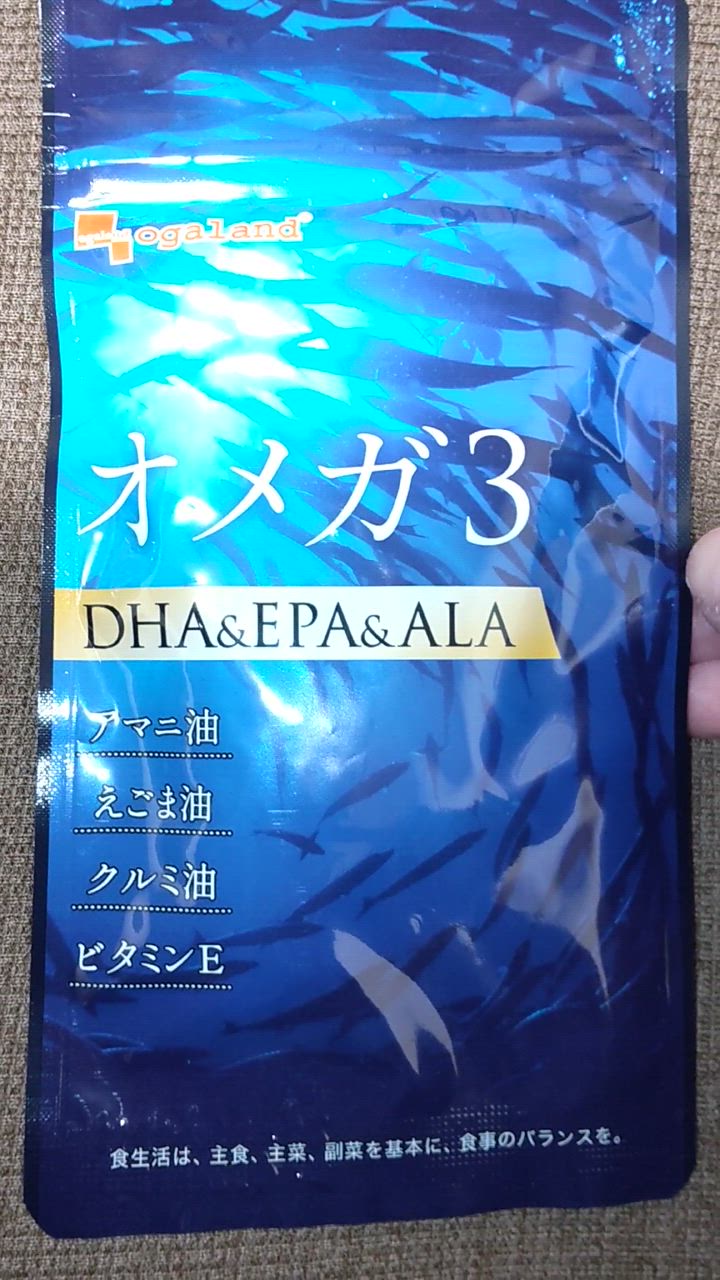 ogaland
オメガ3
DHA&EPA&ALA
アマニ油
えごま油
クルミ油
ビタミンE
食生活は、主食、主菜、副菜を基本に、食事のバランスを。